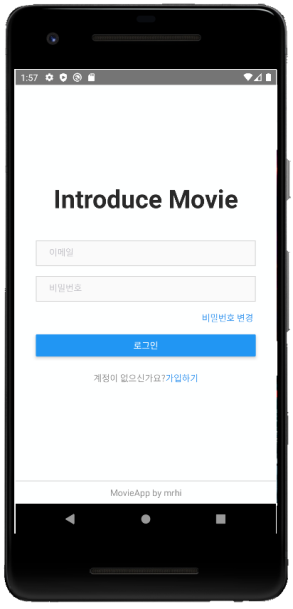 1:57
Introduce Movie
이메일
비밀번호
비밀번호 변경
로그인
계정이 없으신가요?가입하기
MovieApp by mrhi